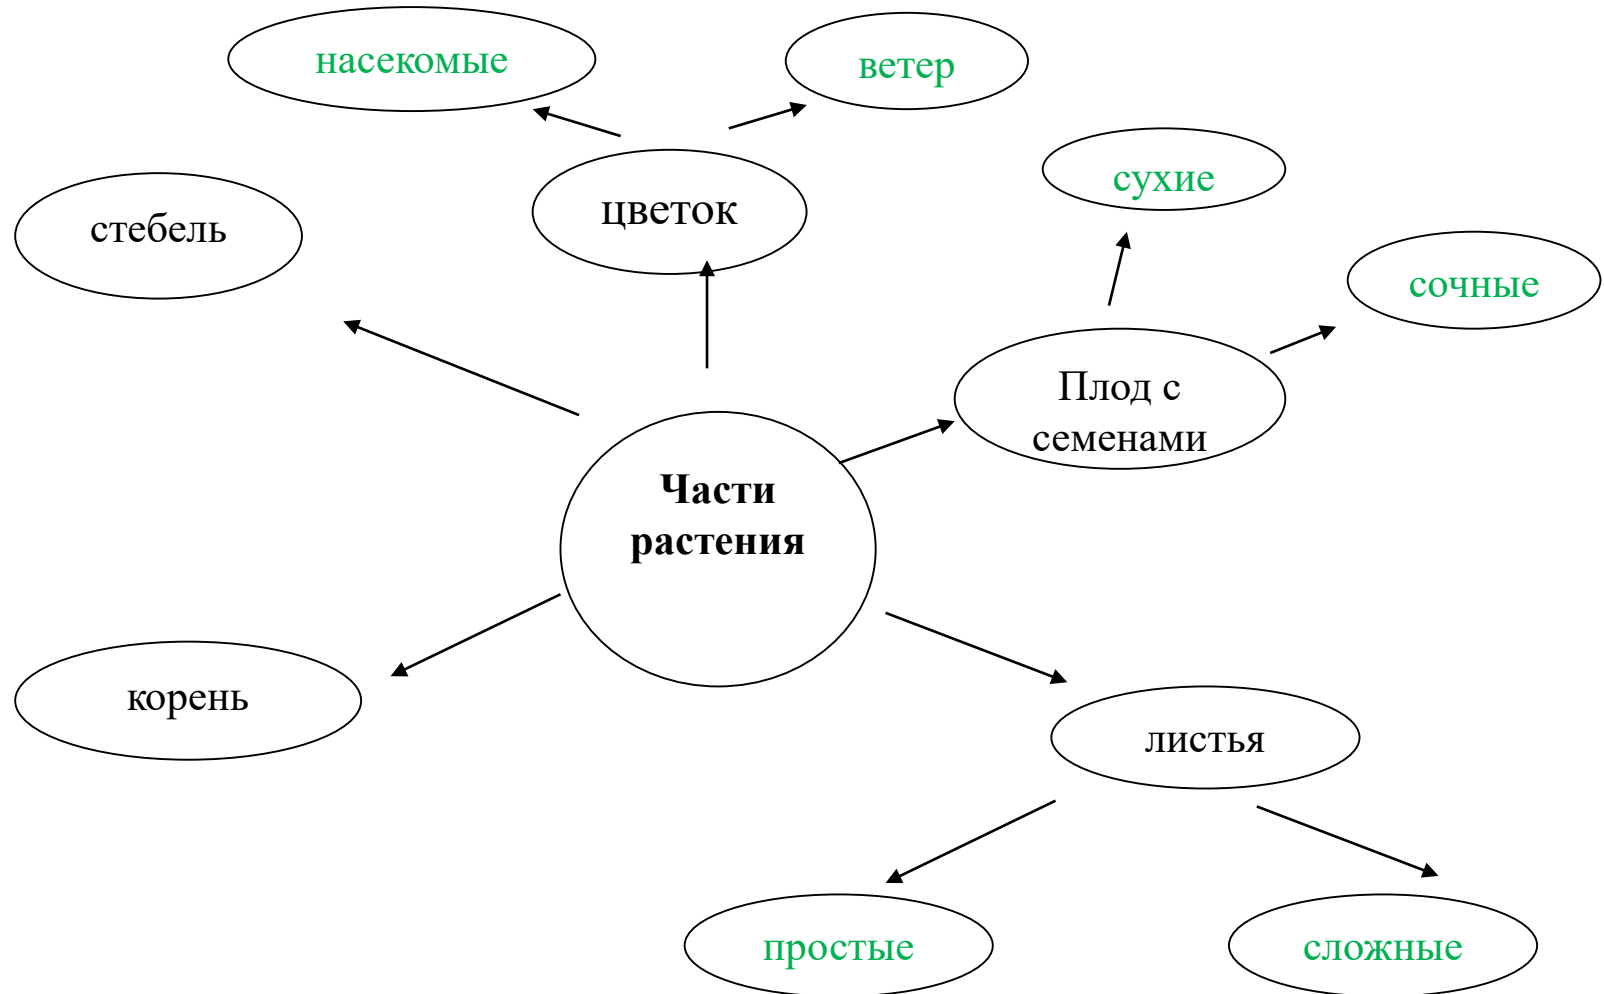 насекомые
ветер
сухие
стебель
цветок
сочные
Плод с
семенами
Части
растения
корень
листья
простые
сложные